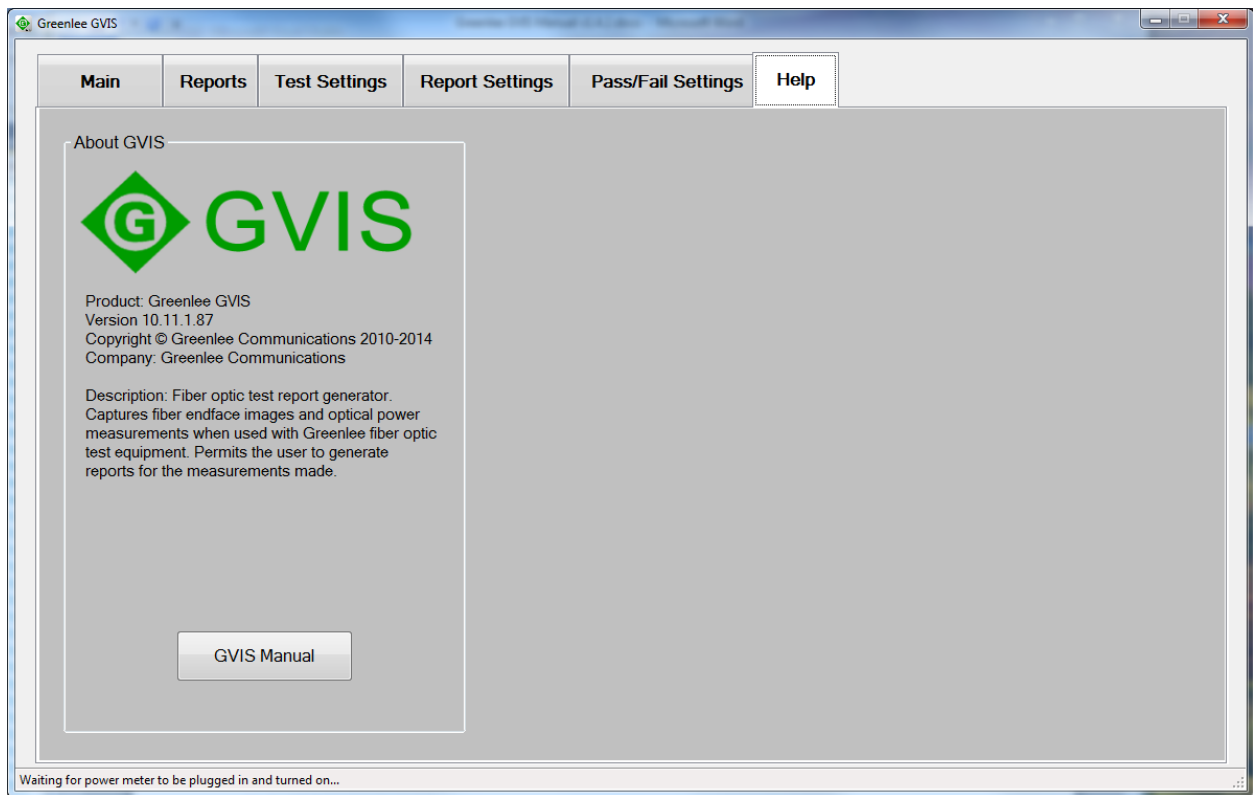 Greenlee GVIS
Main
Reports
Test Settings
Report Settings
Pass/Fail Settings
Help
About GVIS
G
GVIS
Product: Greenlee GVIS
Version 10.11.1.87
Copyright © Greenlee Communications 2010-2014
Company: Greenlee Communications
Description: Fiber optic test report generator.
Captures fiber endface images and optical power
measurements when used with Greenlee fiber optic
test equipment. Permits the user to generate
reports for the measurements made.
GVIS Manual
Waiting for power meter to be plugged in and turned on...